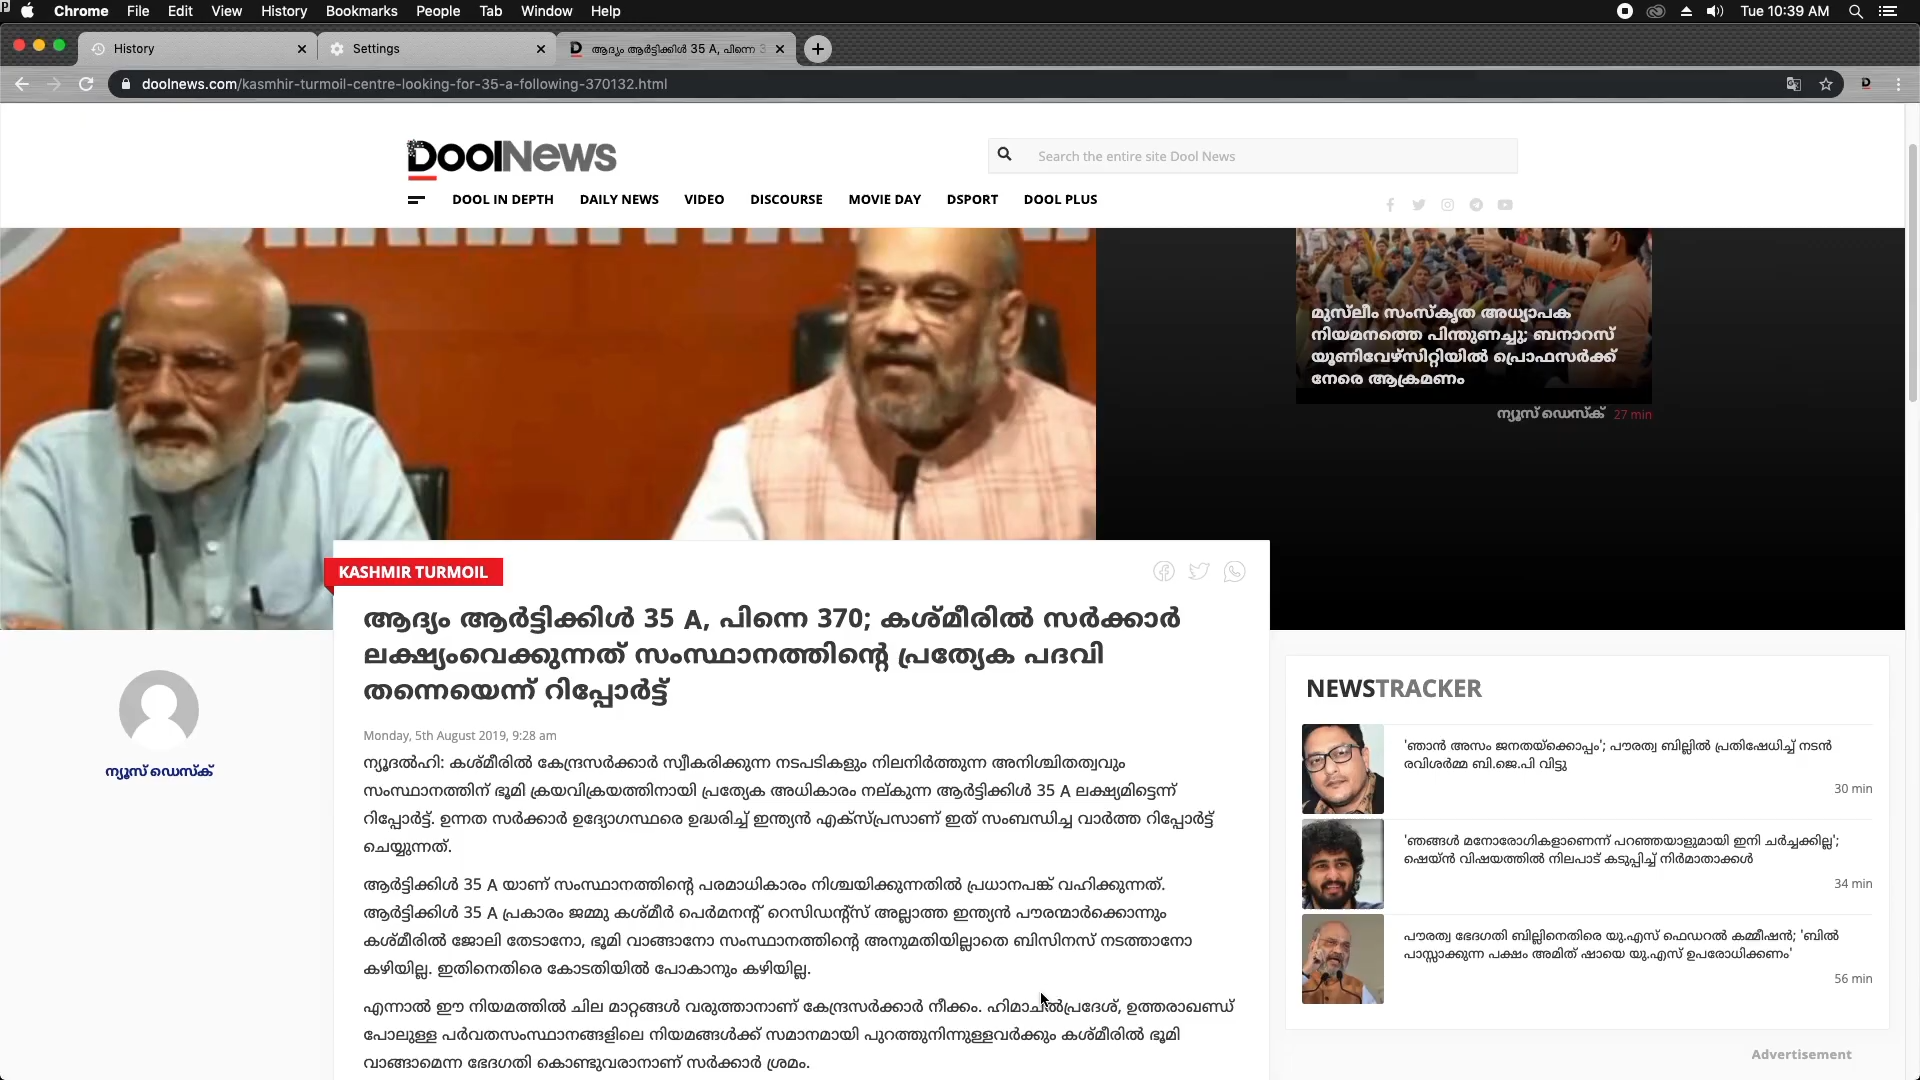 Chrome File Edit View History Bookmarks People Tab Window Help
Tue 10:39 AM
History
Settings
ആദ്യം ആർട്ടിക്കിൾ 35 A, പിന്നെ 3
doolnews.com/kasmhir-turmoil-centre-looking-for-35-a-following-370132.html
DoolNews
Search the entire site Dool News
DOOL IN DEPTH DAILY NEWS VIDEO DISCOURSE MOVIE DAY DSPORT DOOL PLUS
മുസ്‌ലീം സംസ്കൃത അധ്യാപക
നിയമനത്തെ പിന്തുണച്ചു; ബനാറസ്
യൂണിവേഴ്‌സിറ്റിയിൽ പ്രൊഫസർക്ക്
നേരെ ആക്രമണം
ന്യൂസ് ഡെസ്‌ക് 27 min
KASHMIR TURMOIL
ആദ്യം ആർട്ടിക്കിൾ 35 A, പിന്നെ 370; കശ്മീരിൽ സർക്കാർ
ലക്ഷ്യംവെക്കുന്നത് സംസ്ഥാനത്തിന്റെ പ്രത്യേക പദവി
തന്നെയെന്ന് റിപ്പോർട്ട്
ന്യൂസ് ഡെസ്‌ക്
Monday, 5th August 2019, 9:28 am
ന്യൂദൽഹി: കശ്മീരിൽ കേന്ദ്രസർക്കാർ സ്വീകരിക്കുന്ന നടപടികളും നിലനിർത്തുന്ന അനിശ്ചിതത്വവും
സംസ്ഥാനത്തിന് ഭൂമി ക്രയവിക്രയത്തിനായി പ്രത്യേക അധികാരം നല്കുന്ന ആർട്ടിക്കിൾ 35 A ലക്ഷ്യമിട്ടെന്ന്
റിപ്പോർട്ട്. ഉന്നത സർക്കാർ ഉദ്യോഗസ്ഥരെ ഉദ്ധരിച്ച് ഇന്ത്യൻ എക്‌സ്പ്രസാണ് ഇത് സംബന്ധിച്ച വാർത്ത റിപ്പോർട്ട്
ചെയ്യുന്നത്.
ആർട്ടിക്കിൾ 35 A യാണ് സംസ്ഥാനത്തിന്റെ പരമാധികാരം നിശ്ചയിക്കുന്നതിൽ പ്രധാനപങ്ക് വഹിക്കുന്നത്.
ആർട്ടിക്കിൾ 35 A പ്രകാരം ജമ്മു കശ്മീർ പെർമനന്റ് റെസിഡന്റ്‌സ് അല്ലാത്ത ഇന്ത്യൻ പൗരന്മാർക്കൊന്നും
കശ്മീരിൽ ജോലി തേടാനോ, ഭൂമി വാങ്ങാനോ സംസ്ഥാനത്തിന്റെ അനുമതിയില്ലാതെ ബിസിനസ് നടത്താനോ
കഴിയില്ല. ഇതിനെതിരെ കോടതിയിൽ പോകാനും കഴിയില്ല.
എന്നാൽ ഈ നിയമത്തിൽ ചില മാറ്റങ്ങൾ വരുത്താനാണ് കേന്ദ്രസർക്കാർ നീക്കം. ഹിമാചൽപ്രദേശ്, ഉത്തരാഖണ്ഡ്
പോലുള്ള പർവതസംസ്ഥാനങ്ങളിലെ നിയമങ്ങൾക്ക് സമാനമായി പുറത്തുനിന്നുള്ളവർക്കും കശ്മീരിൽ ഭൂമി
വാങ്ങാമെന്ന ഭേദഗതി കൊണ്ടുവരാനാണ് സർക്കാർ ശ്രമം.
NEWSTRACKER
'ഞാൻ അസം ജനതയ്‌ക്കൊപ്പം'; പൗരത്വ ബില്ലിൽ പ്രതിഷേധിച്ച് നടൻ
രവിശർമ്മ ബി.ജെ.പി വിട്ടു
30 min
'ഞങ്ങൾ മനോരോഗികളാണെന്ന് പറഞ്ഞയാളുമായി ഇനി ചർച്ചക്കില്ല';
ഷെയ്ൻ വിഷയത്തിൽ നിലപാട് കടുപ്പിച്ച് നിർമാതാക്കൾ
34 min
പൗരത്വ ഭേദഗതി ബില്ലിനെതിരെ യു.എസ് ഫെഡറൽ കമ്മീഷൻ; 'ബിൽ
പാസ്സാക്കുന്ന പക്ഷം അമിത് ഷായെ യു.എസ് ഉപരോധിക്കണം'
56 min
Advertisement